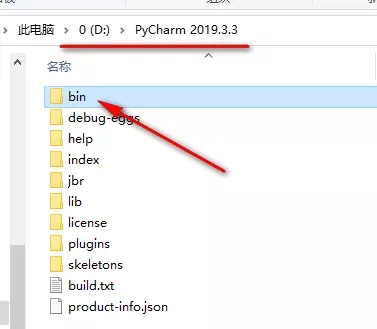 此电脑 > 0 (D:) > PyCharm 2019.3.3
名称
bin
debug-eggs
help
index
jbr
lib
license
plugins
skeletons
build.txt
product-info.json